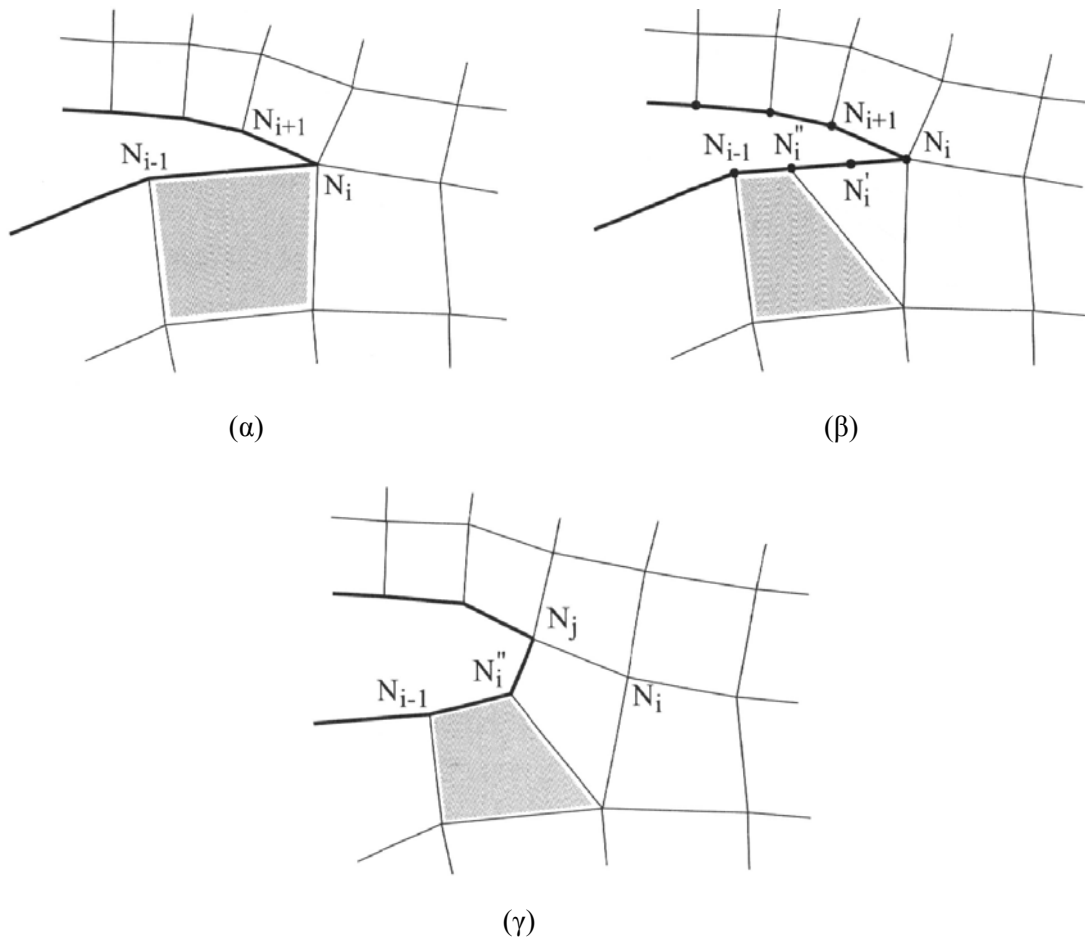 N_{i+1}
N_{i-1}
N_i
(α)
N_{i+1}
N_{i-1}
N_i''
N_i
N_i'
(β)
N_j
N_i''
N_{i-1}
N_i
(γ)